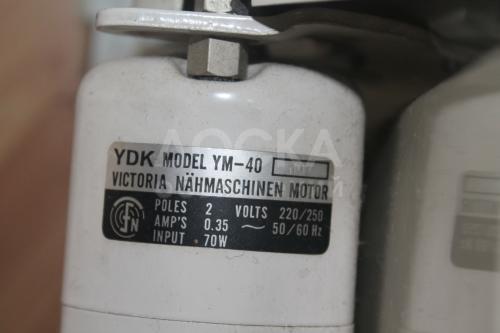 YDK MODEL YM-40
VICTORIA NÄHMASCHINEN MOTOR
POLES 2 VOLTS 220/250
AMP'S 0.35 ~ 50/60 Hz
INPUT 70W
ДОСКА